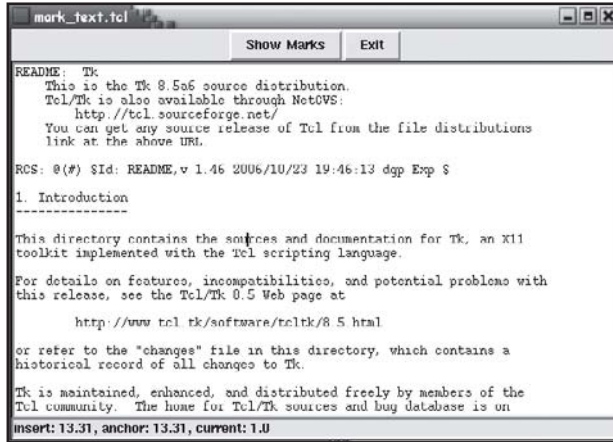 mark_text.tcl
Show Marks Exit
README: Tk
This is the Tk 8.5a6 source distribution.
Tcl/Tk is also available through NetCVS:
http://tcl.sourceforge.net/
You can get any source release of Tcl from the file distributions
link at the above URL.
RCS: @(#) $Id: README,v 1.46 2006/10/23 19:46:13 dgp Exp $
1. Introduction
---------------
This directory contains the sources and documentation for Tk, an X11
toolkit implemented with the Tcl scripting language.
For details on features, incompatibilities, and potential problems with
this release, see the Tcl/Tk 8.5 Web page at
http://www.tcl.tk/software/tcltk/8.5.html
or refer to the "changes" file in this directory, which contains a
historical record of all changes to Tk.
Tk is maintained, enhanced, and distributed freely by members of the
Tcl community. The home for Tcl/Tk sources and bug database is on
insert: 13.31, anchor: 13.31, current: 1.0